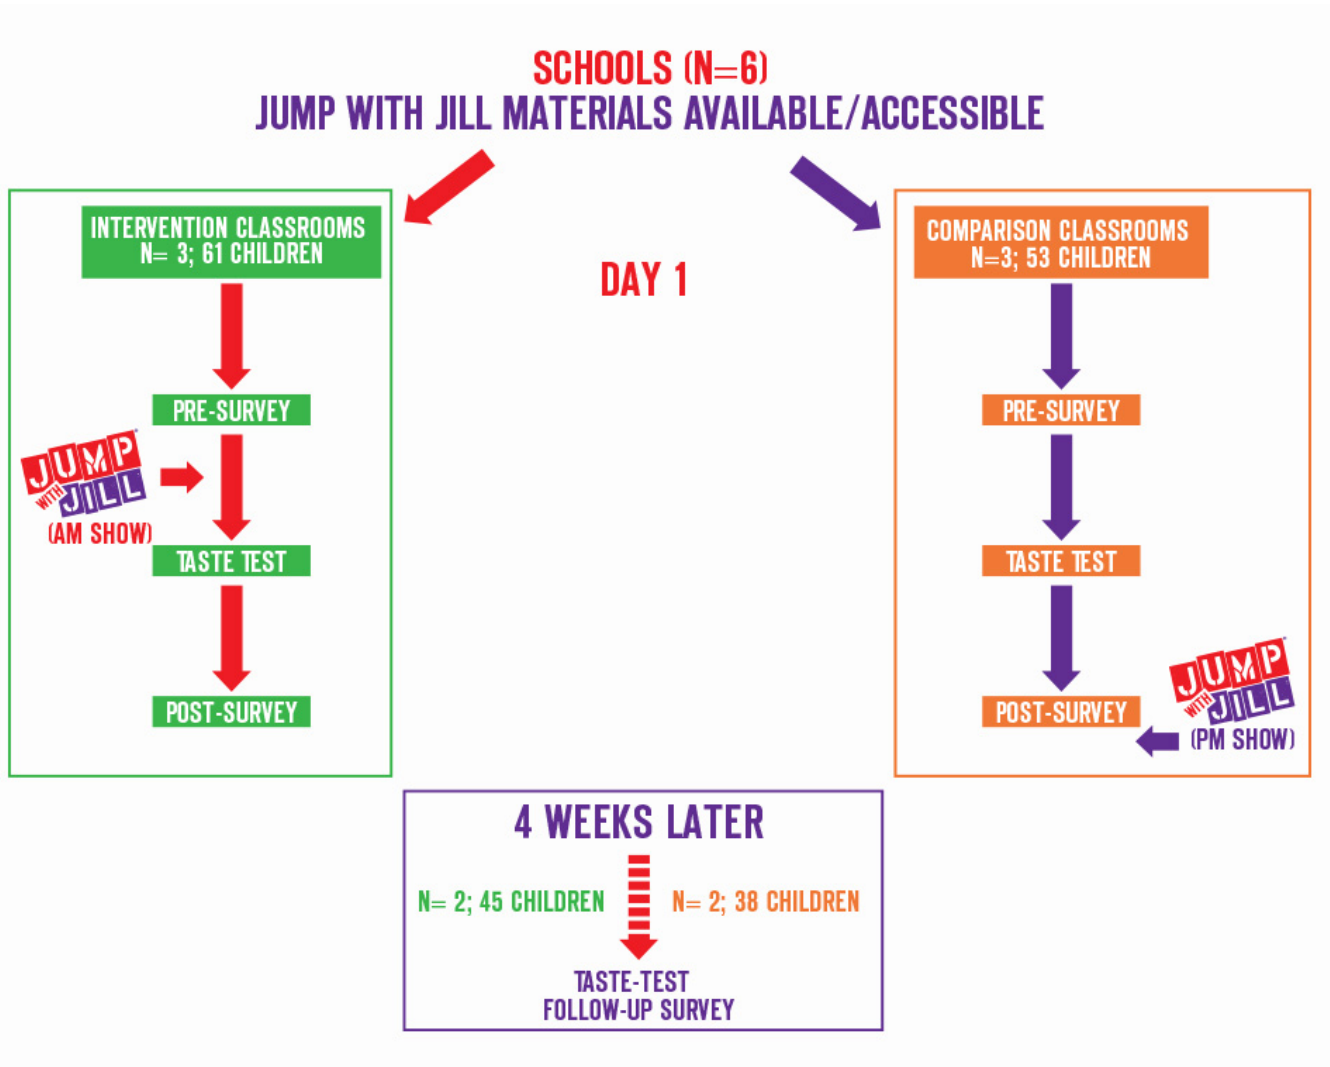 SCHOOLS (N=6)
JUMP WITH JILL MATERIALS AVAILABLE/ACCESSIBLE
INTERVENTION CLASSROOMS
N= 3; 61 CHILDREN
PRE-SURVEY
JUMP
WITH JILL
(AM SHOW)
TASTE TEST
POST-SURVEY
DAY 1
COMPARISON CLASSROOMS
N=3; 53 CHILDREN
PRE-SURVEY
TASTE TEST
POST-SURVEY
JUMP
WITH JILL
(PM SHOW)
4 WEEKS LATER
N= 2; 45 CHILDREN
N= 2; 38 CHILDREN
TASTE-TEST
FOLLOW-UP SURVEY